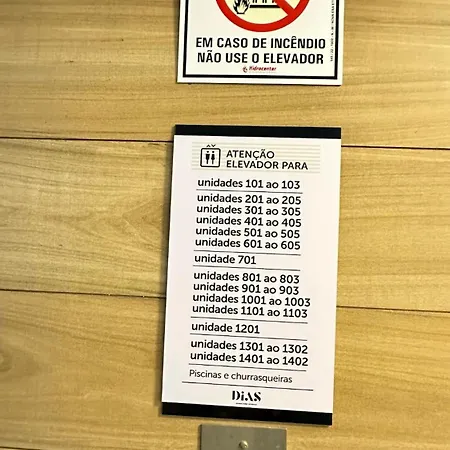 EM CASO DE INCÊNDIO
NÃO USE O ELEVADOR
Hidrocenter
ATENÇÃO
ELEVADOR PARA
unidades 101 ao 103
unidades 201 ao 205
unidades 301 ao 305
unidades 401 ao 405
unidades 501 ao 505
unidades 601 ao 605
unidade 701
unidades 801 ao 803
unidades 901 ao 903
unidades 1001 ao 1003
unidades 1101 ao 1103
unidade 1201
unidades 1301 ao 1302
unidades 1401 ao 1402
Piscinas e churrasqueiras
DiAS